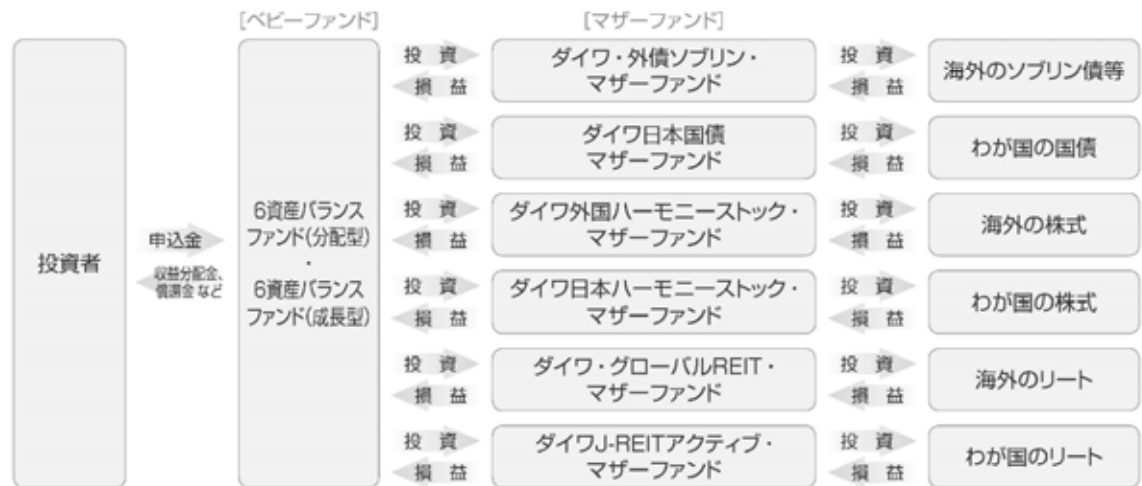 [ベビーファンド]
[マザーファンド]
投資者
申込金
収益分配金、
償還金 など
6資産バランス
ファンド(分配型)
・
6資産バランス
ファンド(成長型)
投 資
損 益
ダイワ・外債ソブリン・
マザーファンド
投 資
損 益
海外のソブリン債等
投 資
損 益
ダイワ日本国債
マザーファンド
投 資
損 益
わが国の国債
投 資
損 益
ダイワ外国ハーモニーストック・
マザーファンド
投 資
損 益
海外の株式
投 資
損 益
ダイワ日本ハーモニーストック・
マザーファンド
投 資
損 益
わが国の株式
投 資
損 益
ダイワ・グローバルREIT・
マザーファンド
投 資
損 益
海外のリート
投 資
損 益
ダイワJ-REITアクティブ・
マザーファンド
投 資
損 益
わが国のリート